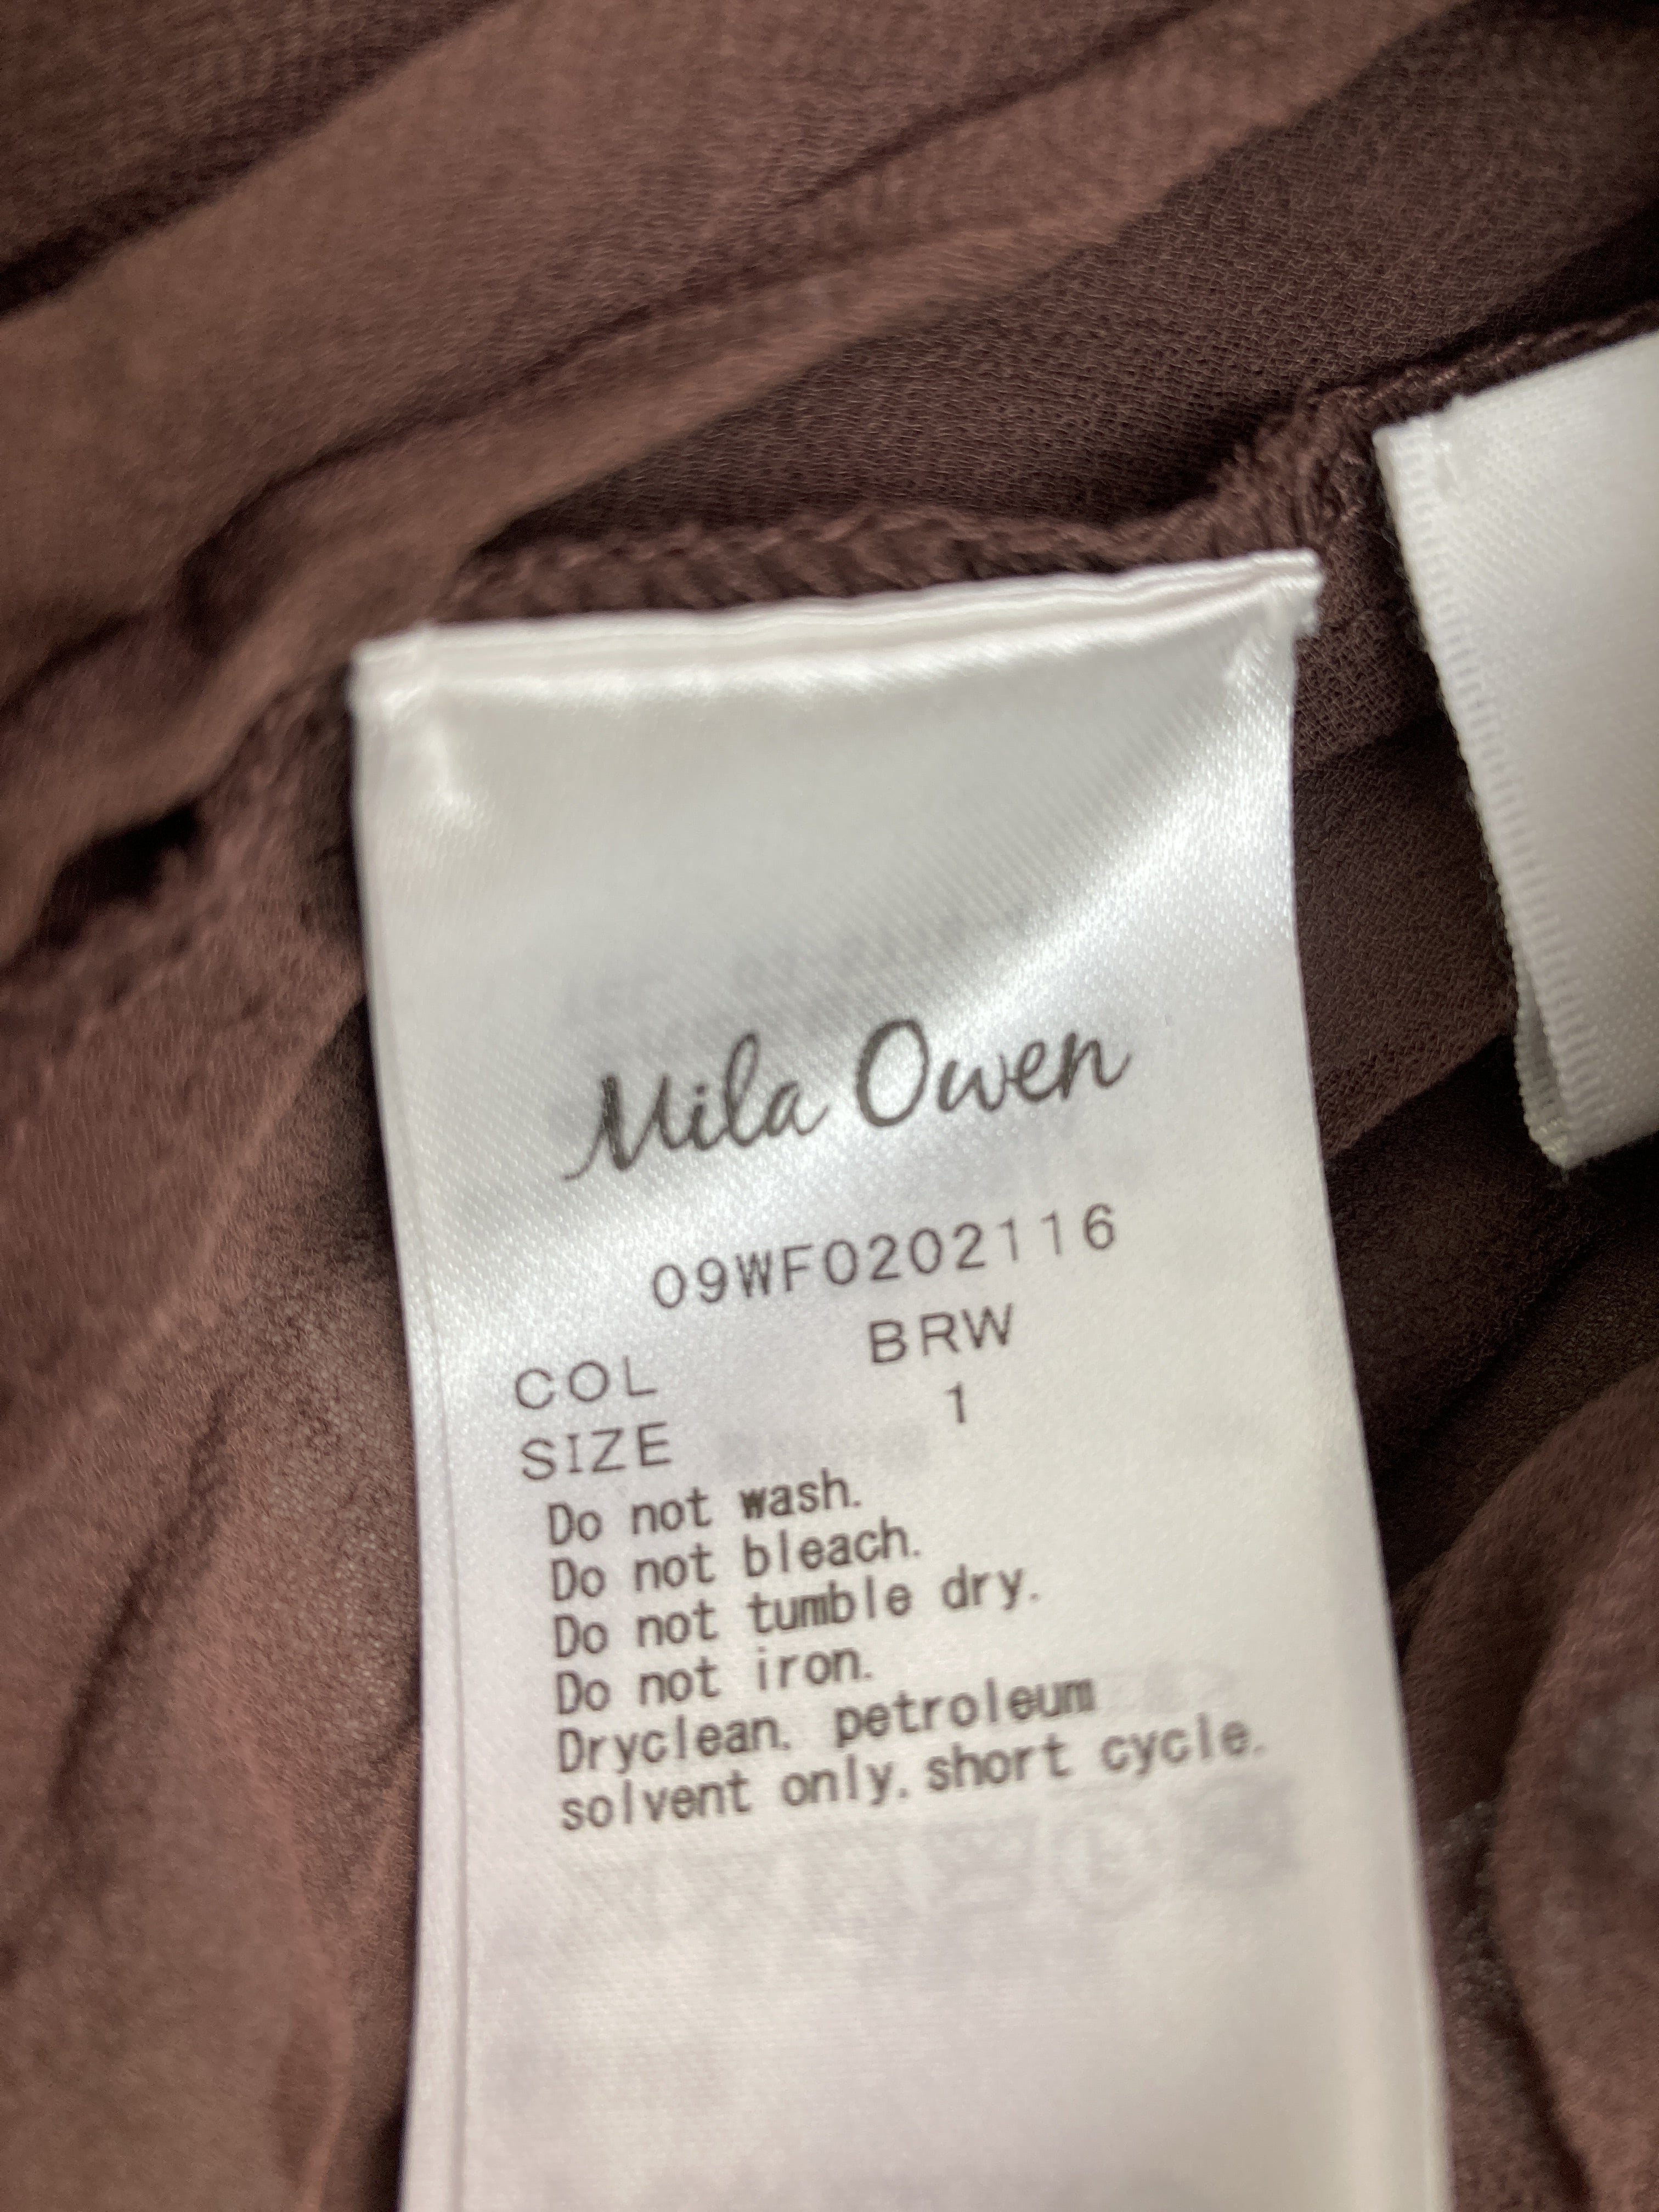 Mila Owen
09WF0202116
COL BRW
SIZE 1
Do not wash.
Do not bleach.
Do not tumble dry.
Do not iron.
Dryclean. petroleum
solvent only. short cycle.